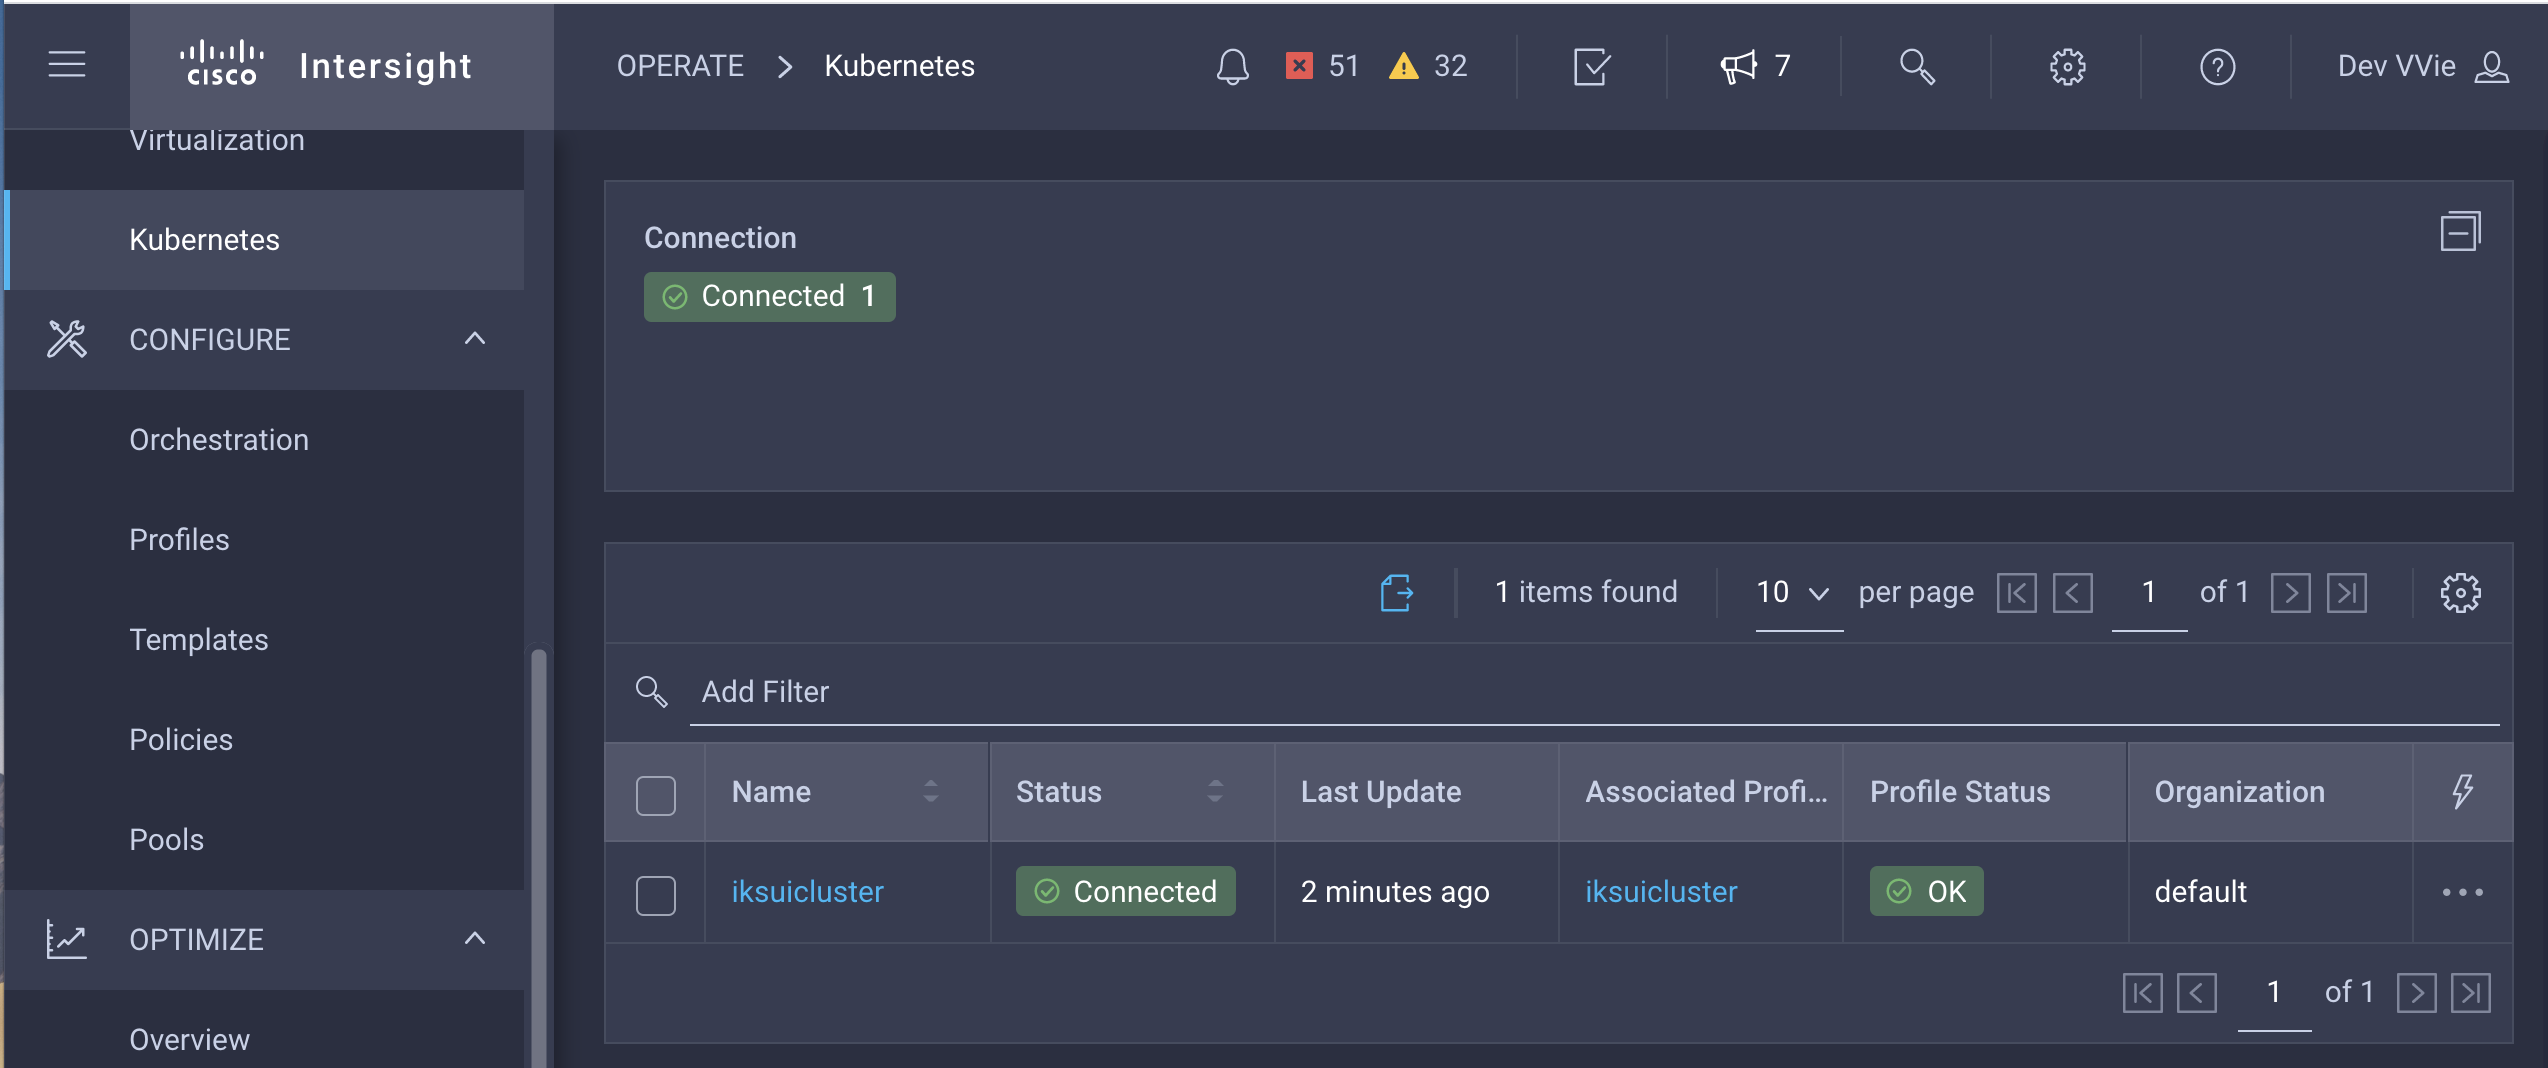 CISCO Intersight
OPERATE > Kubernetes
51 32
7
Dev VVie
Virtualization
Kubernetes
CONFIGURE
Orchestration
Profiles
Templates
Policies
Pools
OPTIMIZE
Overview
Connection
Connected 1
1 items found 10 per page 1 of 1
Add Filter
Name Status Last Update Associated Profi... Profile Status Organization
iksuicluster Connected 2 minutes ago iksuicluster OK default
1 of 1